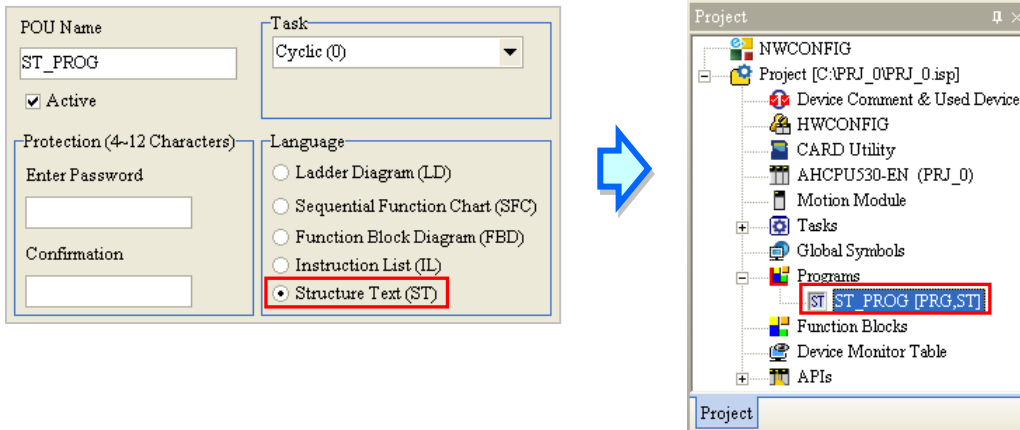 POU Name
ST_PROG
Active
Task
Cyclic (0)
Protection (4~12 Characters)
Enter Password
Confirmation
Language
Ladder Diagram (LD)
Sequential Function Chart (SFC)
Function Block Diagram (FBD)
Instruction List (IL)
Structure Text (ST)
Project
NWCONFIG
Project [C:\PRJ_0\PRJ_0.isp]
Device Comment & Used Device
HWCONFIG
CARD Utility
AHCPU530-EN (PRJ_0)
Motion Module
Tasks
Global Symbols
Programs
ST ST_PROG [PRG,ST]
Function Blocks
Device Monitor Table
APIs
Project